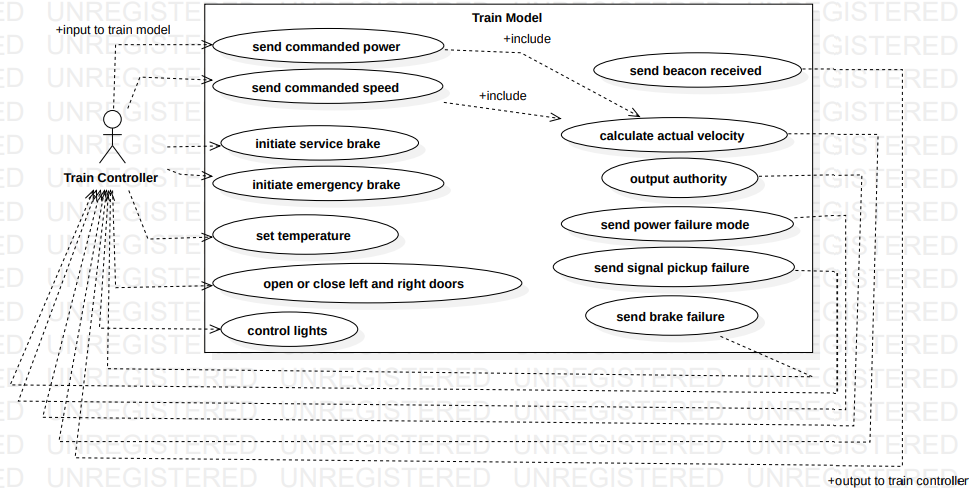 Train Model
+input to train model
+include
send commanded power
send beacon received
send commanded speed
+include
calculate actual velocity
initiate service brake
Train Controller
output authority
initiate emergency brake
send power failure mode
set temperature
send signal pickup failure
open or close left and right doors
send brake failure
control lights
+output to train controller
UNREGISTERED